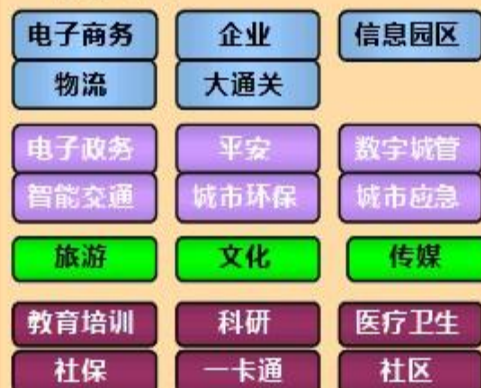 电子商务 企业 信息园区
物流 大通关
电子政务 平安 数字城管
智能交通 城市环保 城市应急
旅游 文化 传媒
教育培训 科研 医疗卫生
社保 一卡通 社区